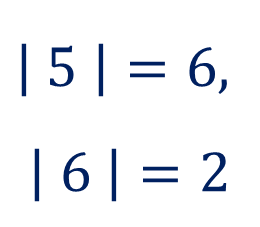 | 5 | = 6,
| 6 | = 2